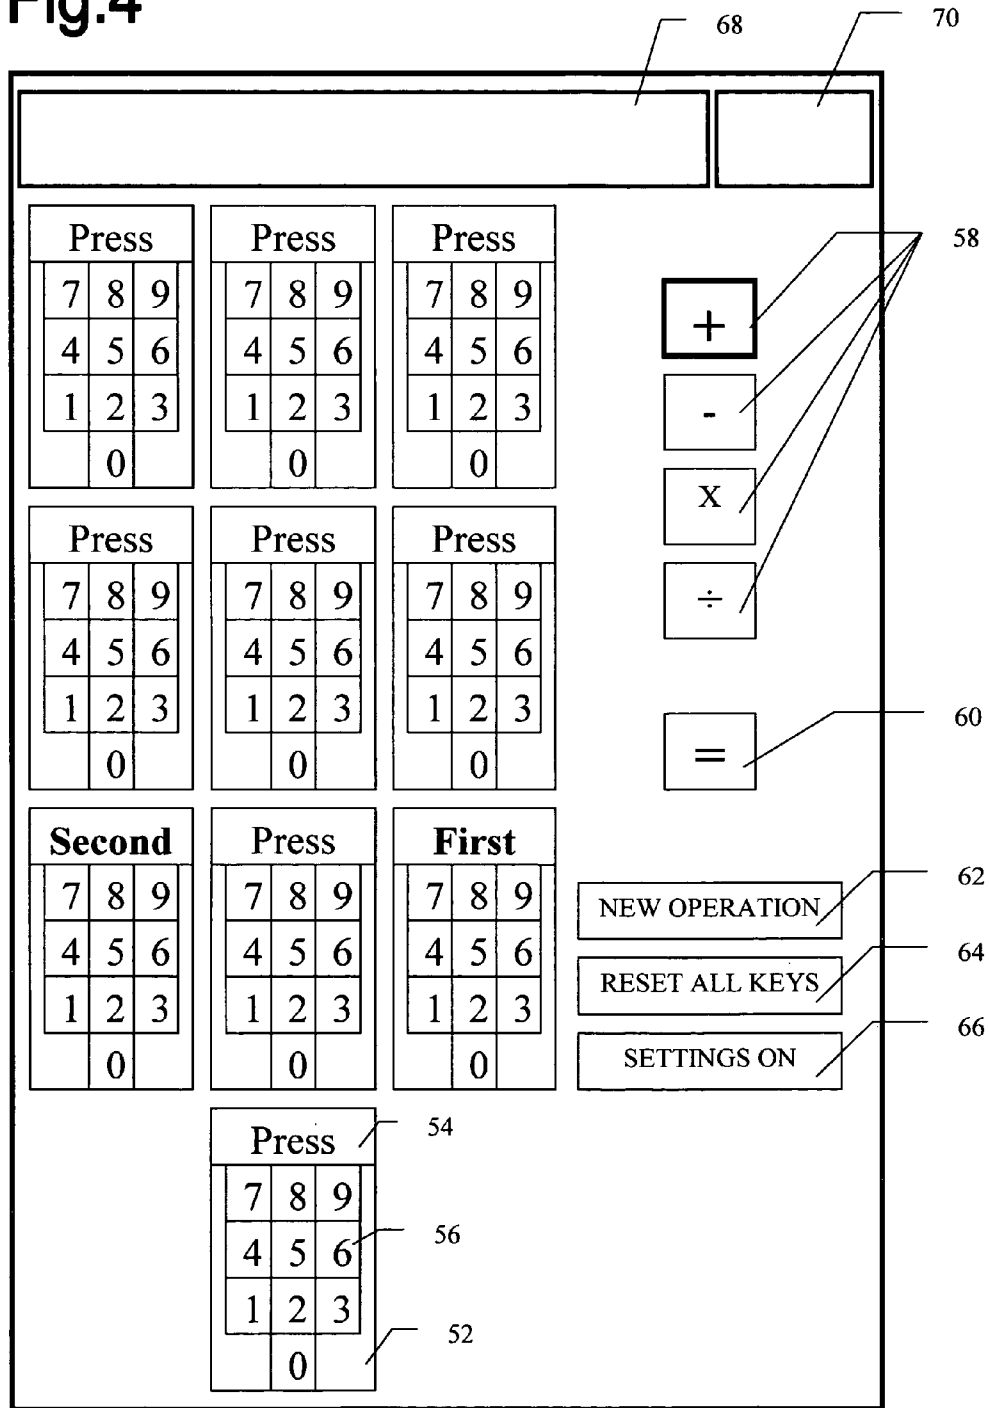 Fig.4
68 70
Press Press Press 58
7 8 9 7 8 9 7 8 9 +
4 5 6 4 5 6 4 5 6
1 2 3 1 2 3 1 2 3 -
0 0 0 X
Press Press Press
7 8 9 7 8 9 7 8 9 ÷
4 5 6 4 5 6 4 5 6
1 2 3 1 2 3 1 2 3 60
0 0 0 =
Second Press First
7 8 9 7 8 9 7 8 9 62
NEW OPERATION
4 5 6 4 5 6 4 5 6 64
RESET ALL KEYS
1 2 3 1 2 3 1 2 3 66
0 0 0 SETTINGS ON
Press 54
7 8 9
4 5 6 56
1 2 3
52
0